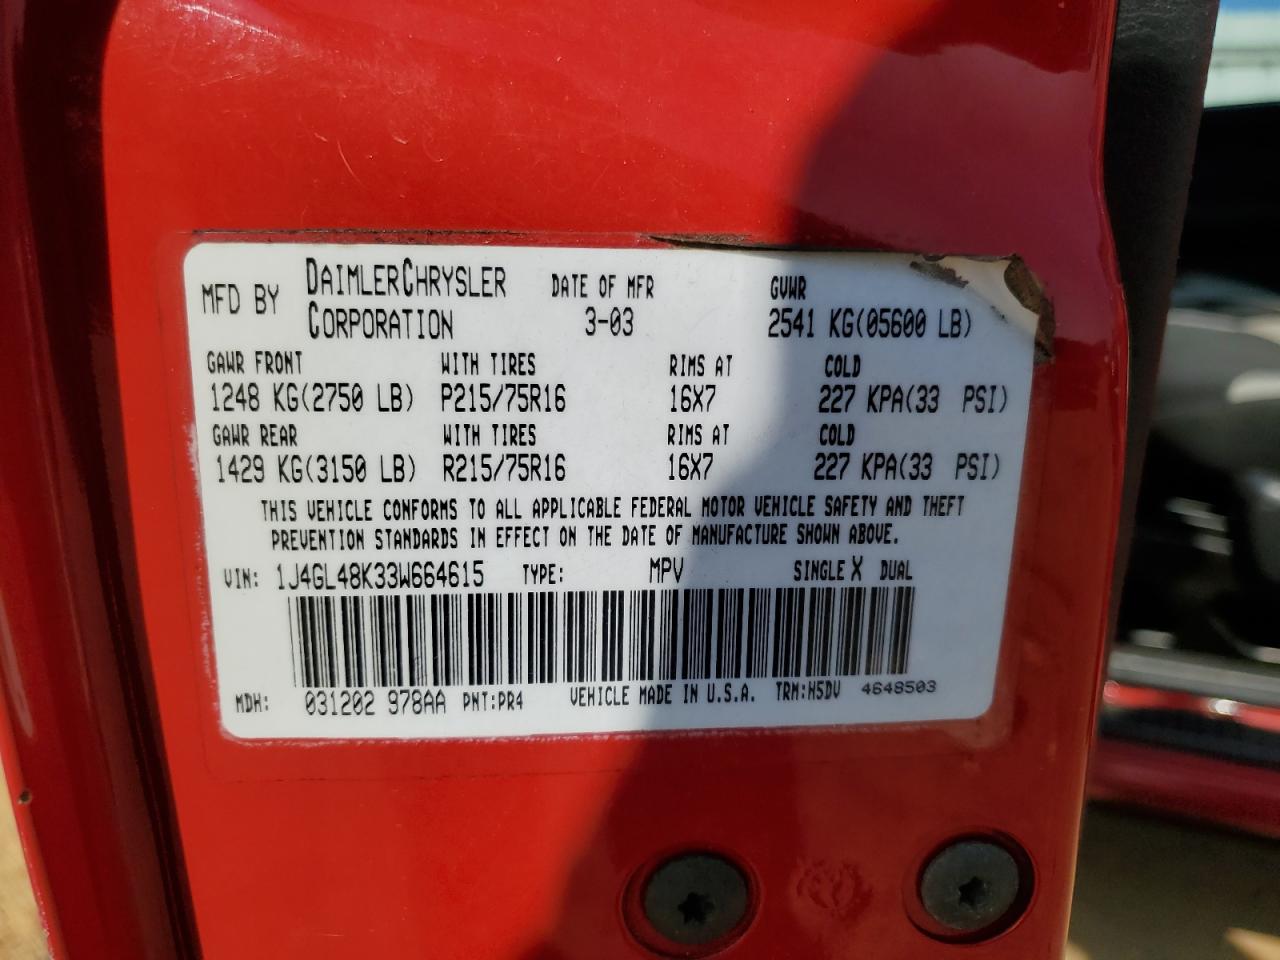 MFD BY DAIMLERCHRYSLER CORPORATION DATE OF MFR 3-03 GVWR 2541 KG(05600 LB)
GAWR FRONT WITH TIRES RIMS AT COLD
1248 KG(2750 LB) P215/75R16 16X7 227 KPA(33 PSI)
GAWR REAR WITH TIRES RIMS AT COLD
1429 KG(3150 LB) R215/75R16 16X7 227 KPA(33 PSI)
THIS VEHICLE CONFORMS TO ALL APPLICABLE FEDERAL MOTOR VEHICLE SAFETY AND THEFT
PREVENTION STANDARDS IN EFFECT ON THE DATE OF MANUFACTURE SHOWN ABOVE.
VIN: 1J4GL48K33W664615 TYPE: MPV SINGLE X DUAL
MDH: 031202 978AA PNT:PR4 VEHICLE MADE IN U.S.A. TRM:H5DV 4648503